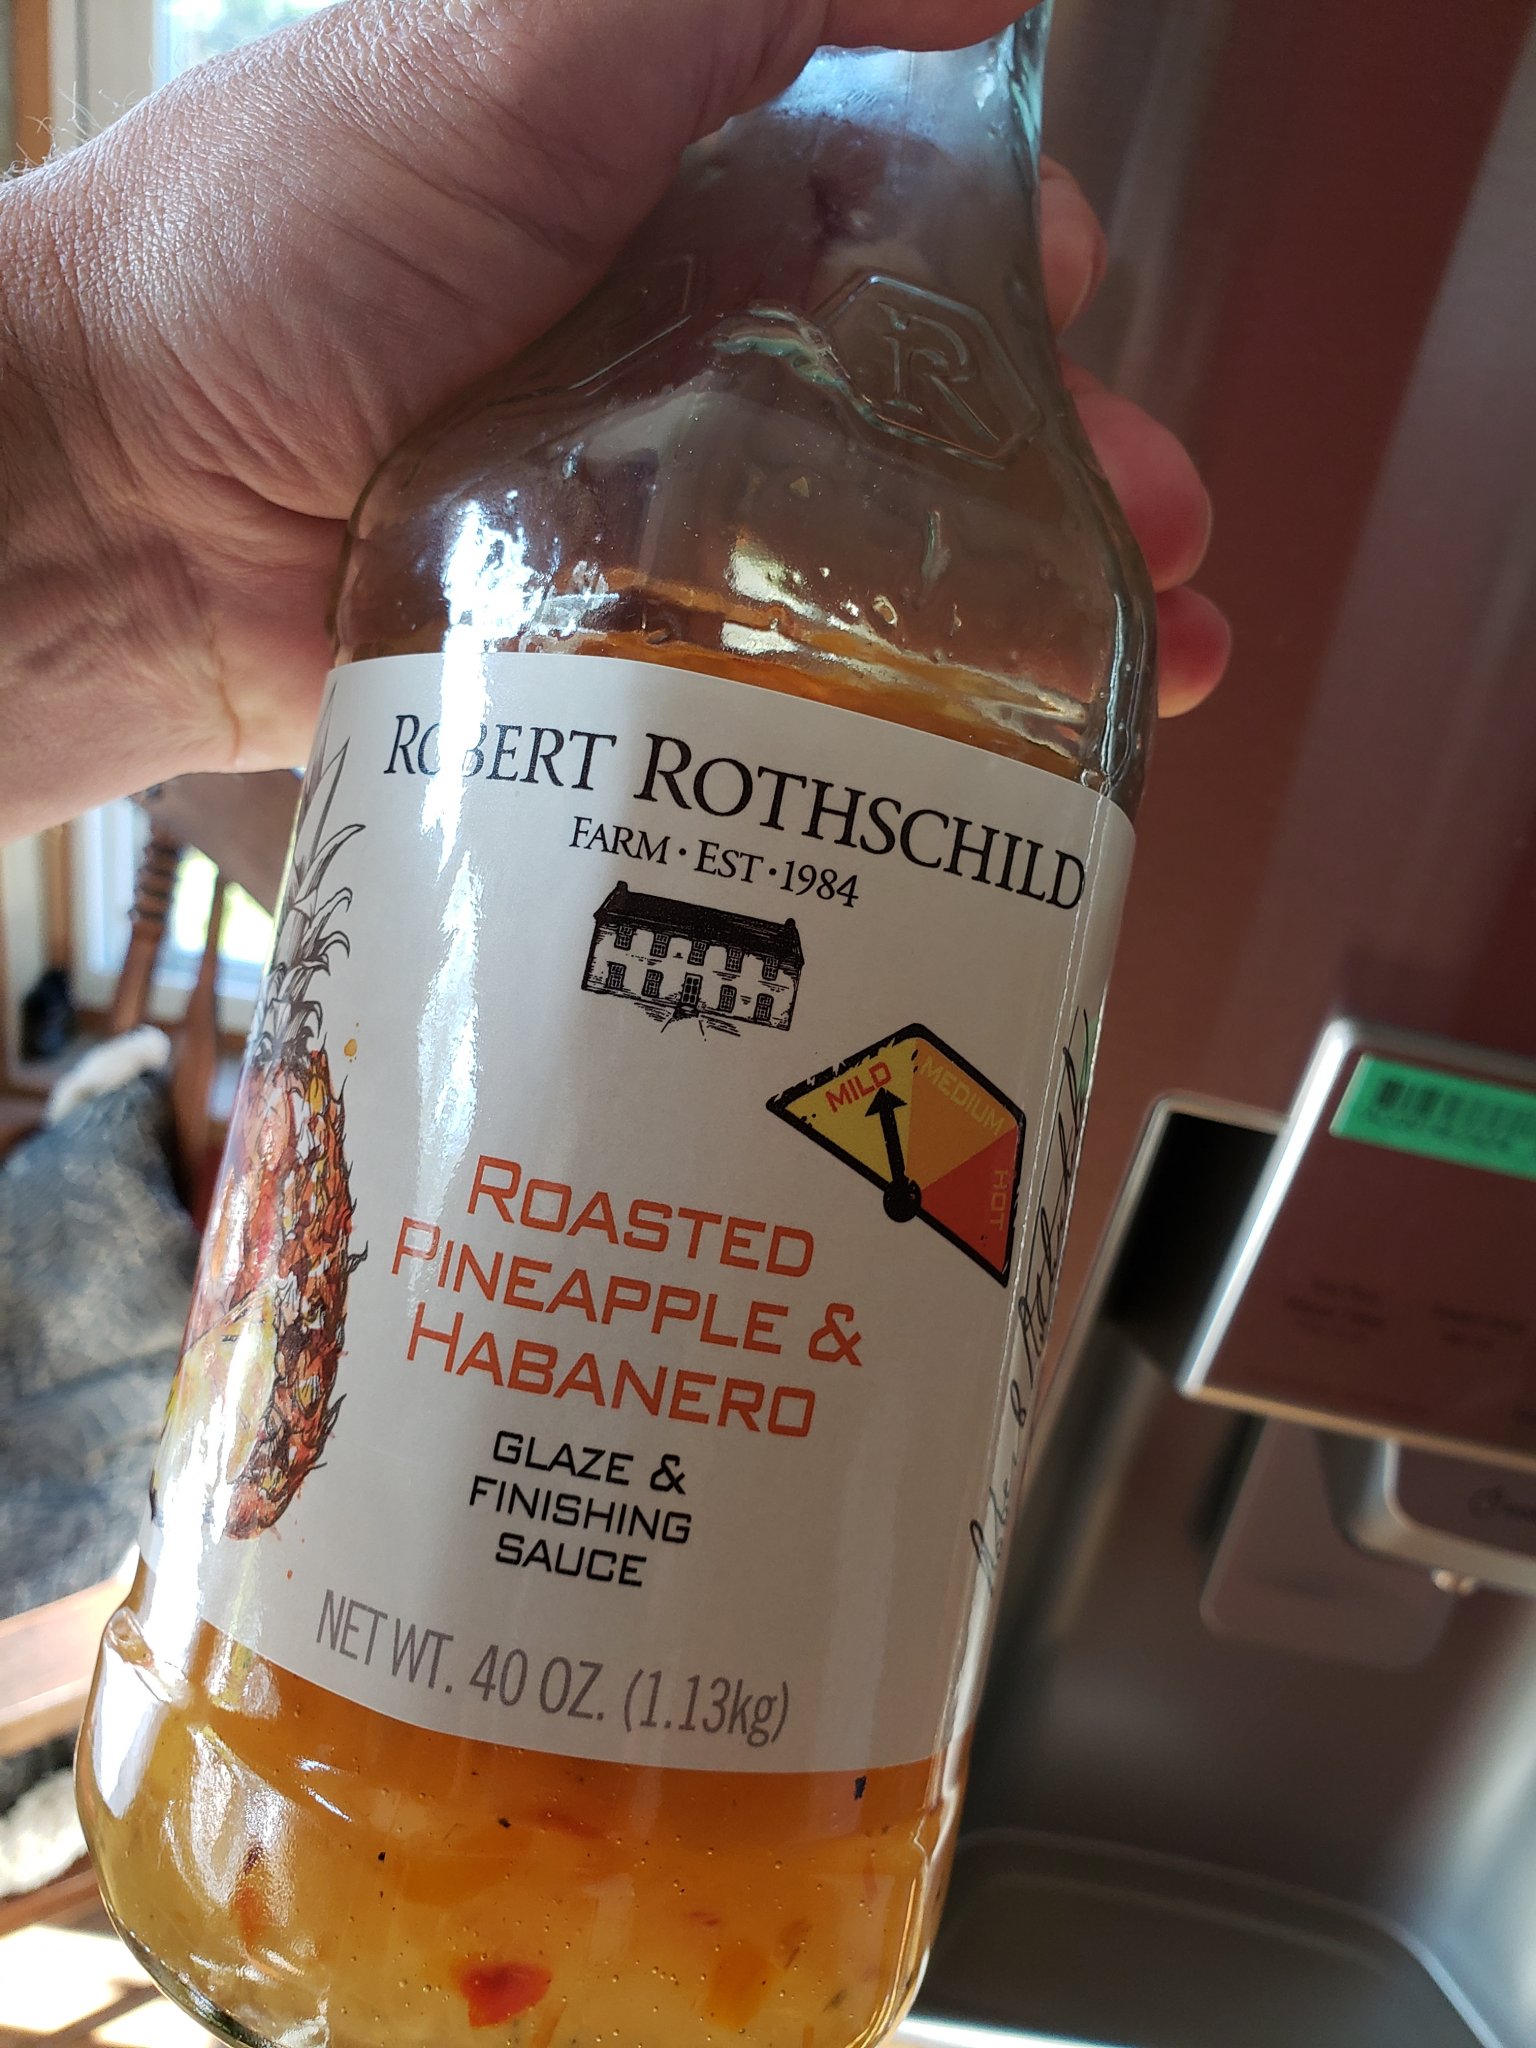 R
ROBERT ROTHSCHILD
FARM · EST · 1984
MILD
MEDIUM
HOT
ROASTED
PINEAPPLE &
HABANERO
GLAZE &
FINISHING
SAUCE
NET WT. 40 OZ. (1.13kg)